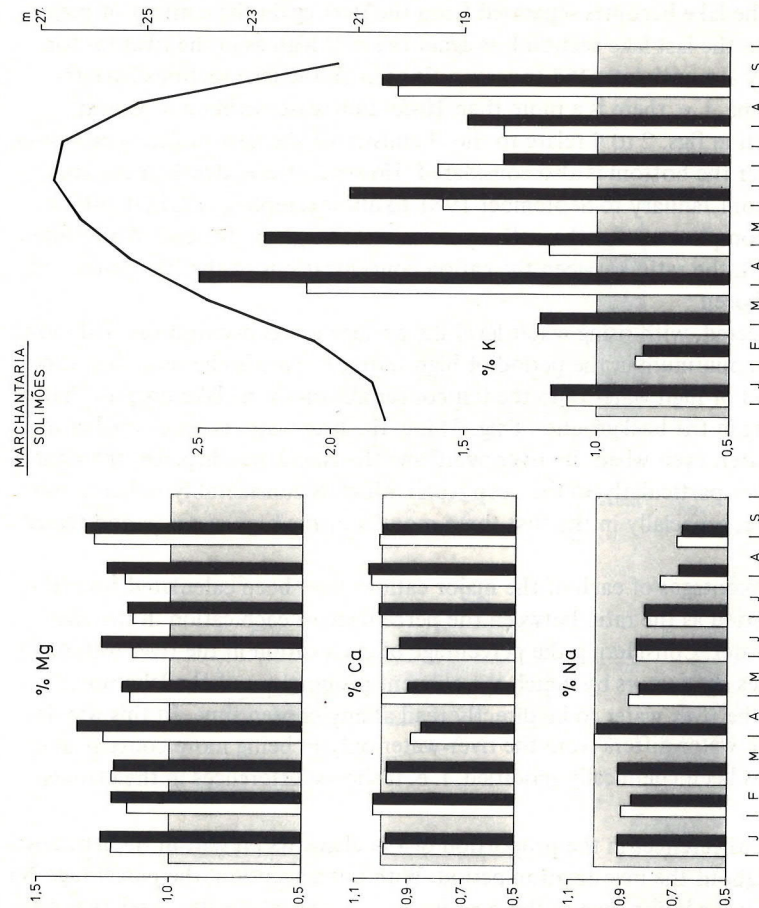 MARCHANTARIA
SOLIMÕES
m
27
25
23
21
19
% Mg
1,5
1,0
0,5
% Ca
1,1
0,9
0,7
0,5
% Na
1,1
0,9
0,7
0,5
J F M A M J J A S
% K
2,5
2,0
1,5
1,0
0,5
J F M A M J J A S